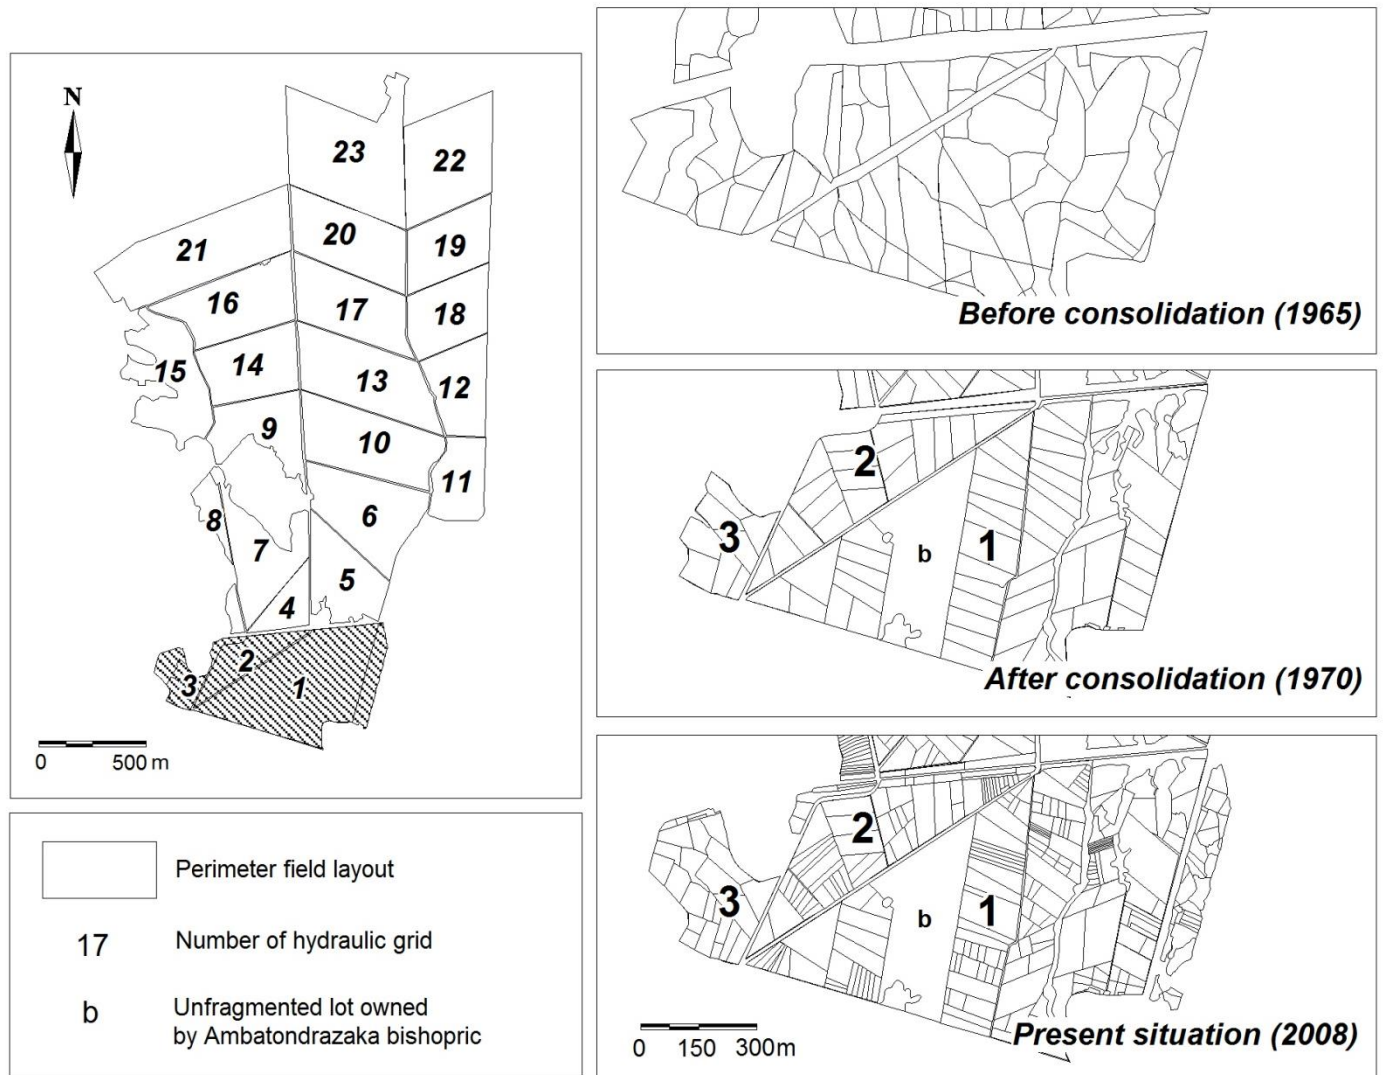 N
23
22
21
20
19
16
17
18
15
14
13
12
9
10
11
8
7
6
5
4
2
3
1
0 500 m
Perimeter field layout
17 Number of hydraulic grid
b Unfragmented lot owned
by Ambatondrazaka bishopric
Before consolidation (1965)
2
3
b
1
After consolidation (1970)
2
3
b
1
0 150 300m
Present situation (2008)